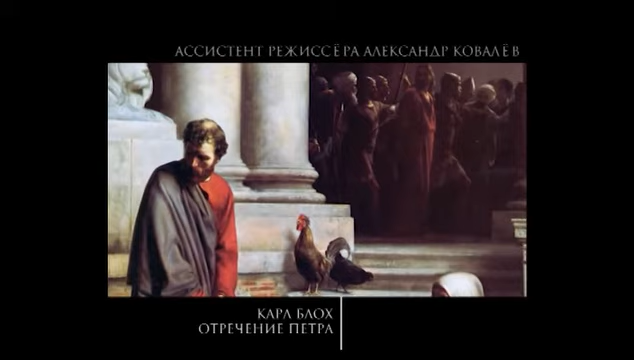 АССИСТЕНТ РЕЖИССЁРА АЛЕКСАНДР КОВАЛЁВ
КАРЛ БЛОХ
ОТРЕЧЕНИЕ ПЕТРА